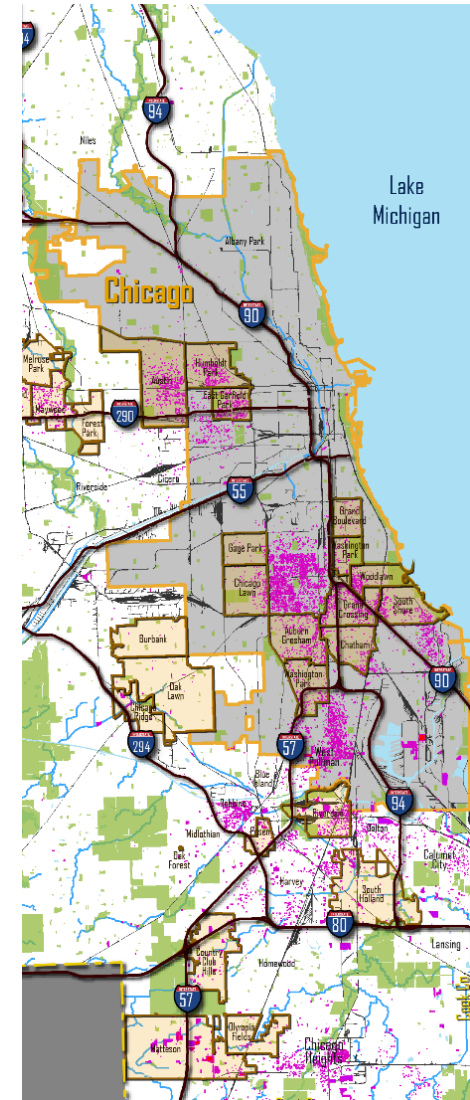 94
Niles
Lake
Michigan
Albany Park
Chicago
90
Melrose
Park
Humboldt
Park
Austin
Maywood
East Garfield
Park
290
Forest
Park
Riverside
Cicero
55
Grand
Boulevard
Gage Park
Washington
Park
Chicago
Lawn
Woodlawn
South
Shore
Grand
Crossing
Burbank
Auburn
Gresham
Chatham
Oak
Lawn
Washington
Park
90
Chicago
Ridge
294
57
West
Pullman
Blue
Island
94
Robbins
Riverdale
Midlothian
Posen
Dolton
Oak
Forest
Calumet
City
Harvey
South
Holland
80
Lansing
Country
Club
Hills
Homewood
57
Olympia
Fields
Matteson
Chicago
Heights